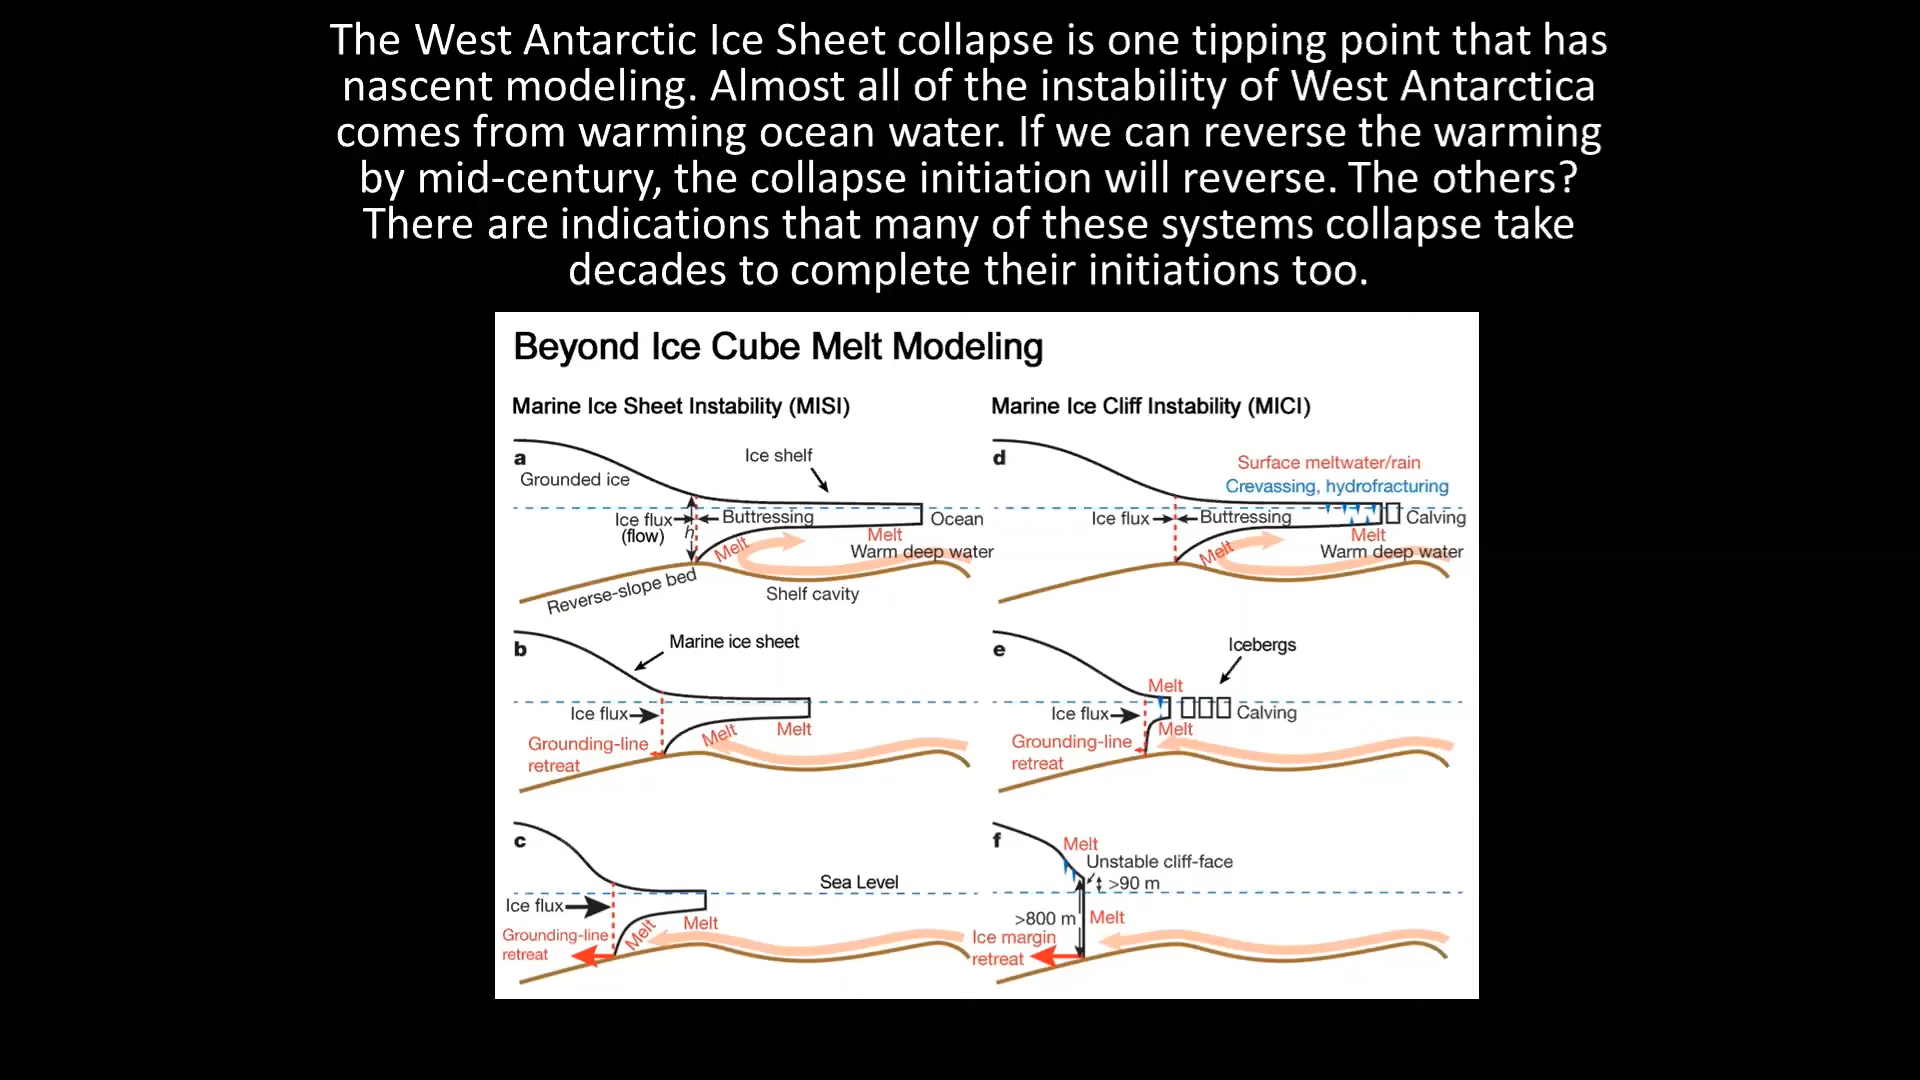 The West Antarctic Ice Sheet collapse is one tipping point that has
nascent modeling. Almost all of the instability of West Antarctica
comes from warming ocean water. If we can reverse the warming
by mid-century, the collapse initiation will reverse. The others?
There are indications that many of these systems collapse take
decades to complete their initiations too.
Beyond Ice Cube Melt Modeling
Marine Ice Sheet Instability (MISI)
a
Grounded ice
Ice shelf
Ice flux
(flow)
h
Buttressing
Ocean
Melt
Melt
Warm deep water
Reverse-slope bed
Shelf cavity
b
Marine ice sheet
Ice flux
Melt
Melt
Grounding-line
retreat
c
Sea Level
Ice flux
Melt
Melt
Grounding-line
retreat
Marine Ice Cliff Instability (MICI)
d
Surface meltwater/rain
Crevassing, hydrofracturing
Ice flux
Buttressing
Calving
Melt
Melt
Warm deep water
e
Icebergs
Melt
Ice flux
Calving
Melt
Grounding-line
retreat
f
Melt
Unstable cliff-face
>90 m
>800 m
Melt
Ice margin
retreat